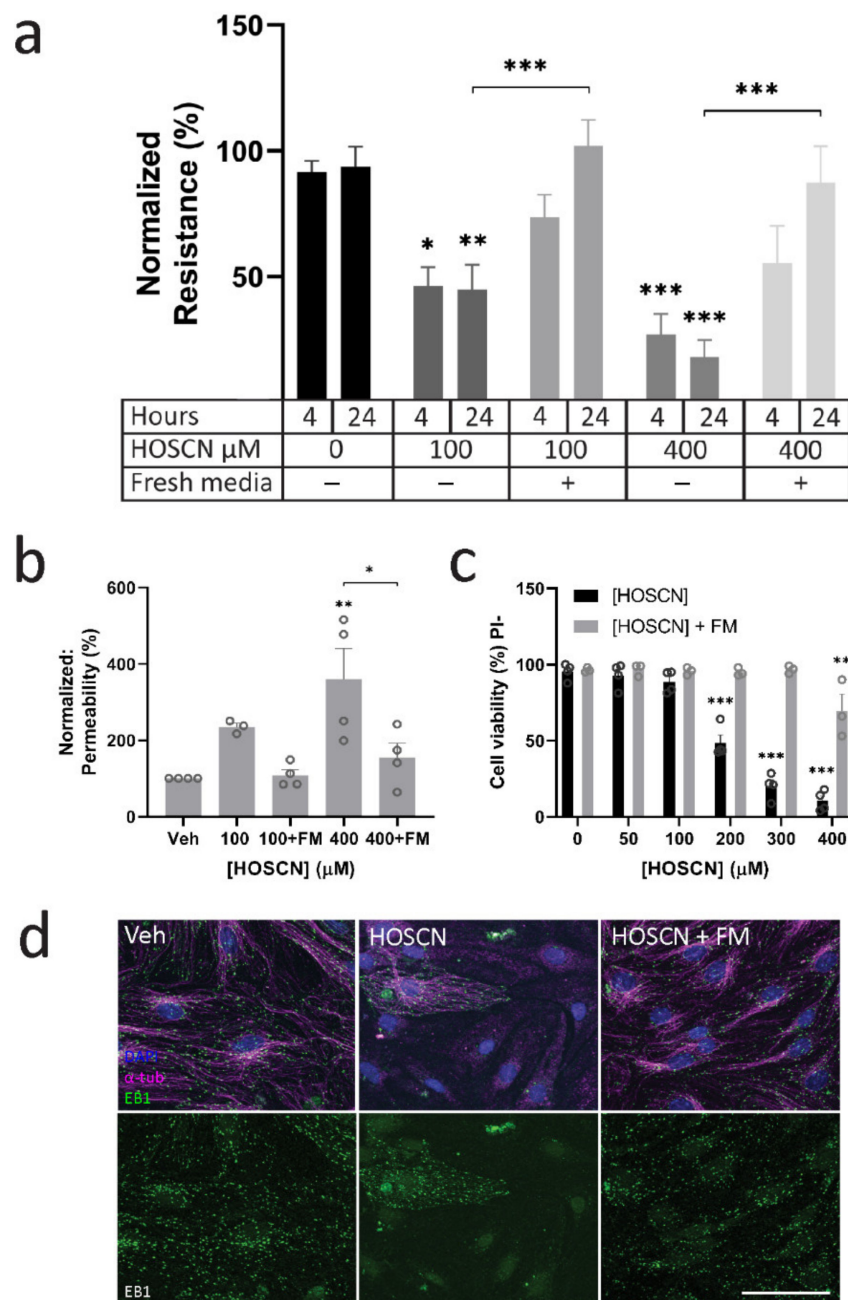 a
150
100
50
Normalized
Resistance (%)
***
***
* ** *** ***
Hours 4 24 4 24 4 24 4 24 4 24
HOSCN μM 0 100 100 400 400
Fresh media – – + – +
b
600
400
200
0
Normalized:
Permeability (%)
*
**
Veh 100 100+FM 400 400+FM
[HOSCN] (μM)
c
150
100
50
0
Cell viability (%) PI-
[HOSCN]
[HOSCN] + FM
*** *** *** **
0 50 100 200 300 400
[HOSCN] (μM)
d
Veh HOSCN HOSCN + FM
DAPI
α-tub
EB1
EB1